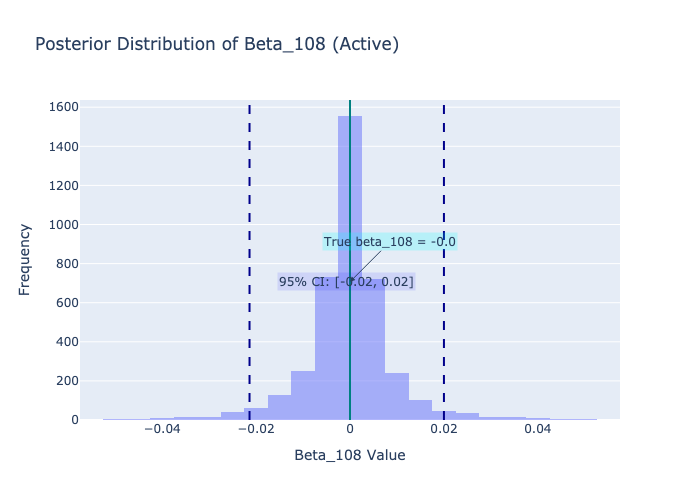 Posterior Distribution of Beta_108 (Active)
1600
1400
1200
1000
800
600
400
200
0
Frequency
True beta_108 = -0.0
95% CI: [-0.02, 0.02]
−0.04
−0.02
0
0.02
0.04
Beta_108 Value